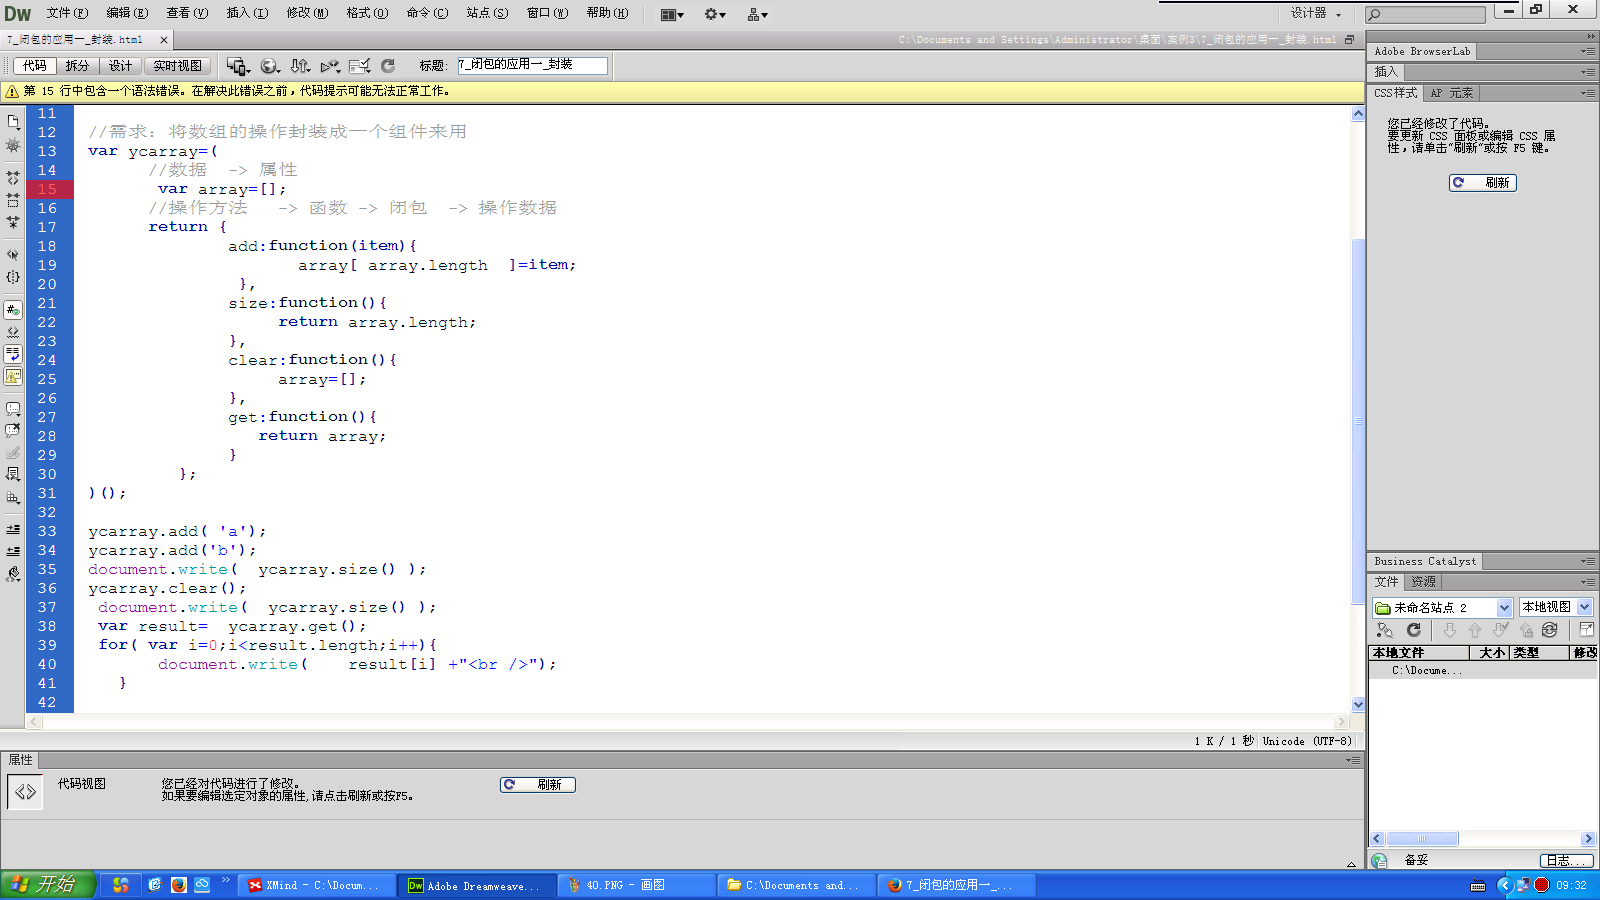 Dw 文件(F) 编辑(E) 查看(V) 插入(I) 修改(M) 格式(O) 命令(C) 站点(S) 窗口(W) 帮助(H) 设计器
7_闭包的应用一_封装.html C:\Documents and Settings\Administrator\桌面\案例3\7_闭包的应用一_封装.html
代码 拆分 设计 实时视图 标题: 7_闭包的应用一_封装
第 15 行中包含一个语法错误。在解决此错误之前，代码提示可能无法正常工作。
11
12 //需求: 将数组的操作封装成一个组件来用
13 var ycarray=(
14 //数据 -> 属性
15 var array=[];
16 //操作方法 -> 函数 -> 闭包 -> 操作数据
17 return {
18 add:function(item){
19 array[ array.length ]=item;
20 },
21 size:function(){
22 return array.length;
23 },
24 clear:function(){
25 array=[];
26 },
27 get:function(){
28 return array;
29 }
30 };
31 )();
32
33 ycarray.add( 'a');
34 ycarray.add('b');
35 document.write( ycarray.size() );
36 ycarray.clear();
37 document.write( ycarray.size() );
38 var result= ycarray.get();
39 for( var i=0;i<result.length;i++){
40 document.write( result[i] +"<br />");
41 }
42
1 K / 1 秒 Unicode (UTF-8)
属性
代码视图
您已经对代码进行了修改。
如果要编辑选定对象的属性,请点击刷新或按F5。
刷新
Adobe BrowserLab
插入
CSS样式 AP 元素
您已经修改了代码。
要更新 CSS 面板或编辑 CSS 属
性，请单击"刷新"或按 F5 键。
刷新
Business Catalyst
文件 资源
未命名站点 2 本地视图
本地文件 大小 类型 修改
C:\Docume...
备妥 日志...
开始 XMind - C:\Docum... Adobe Dreamweave... 40.PNG - 画图 C:\Documents and... 7_闭包的应用一_... 09:32